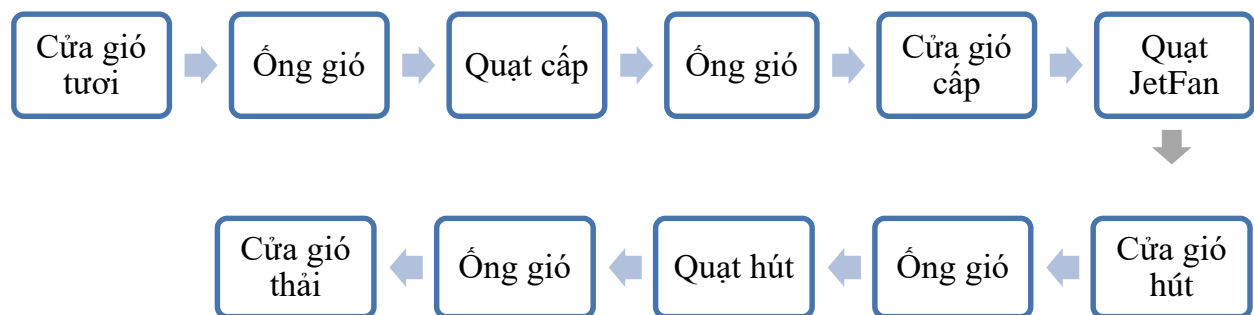 Cửa gió
tươi
Ống gió
Quạt cấp
Ống gió
Cửa gió
cấp
Quạt
JetFan
Cửa gió
thải
Ống gió
Quạt hút
Ống gió
Cửa gió
hút